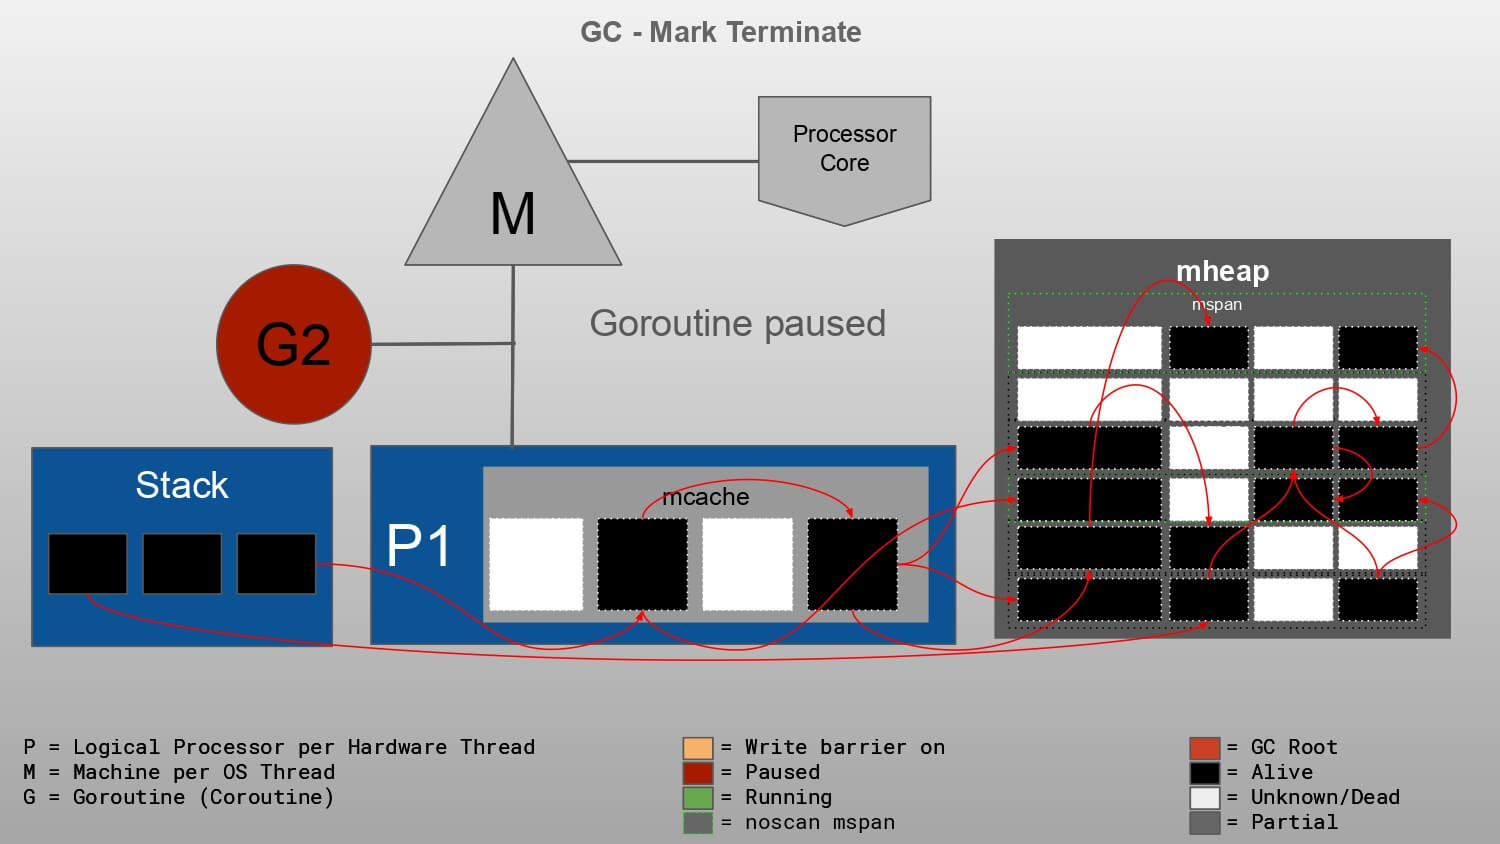 GC - Mark Terminate
Processor
Core
M
mheap
mspan
G2
Goroutine paused
Stack
mcache
P1
P = Logical Processor per Hardware Thread
M = Machine per OS Thread
G = Goroutine (Coroutine)
= Write barrier on
= Paused
= Running
= noscan mspan
= GC Root
= Alive
= Unknown/Dead
= Partial